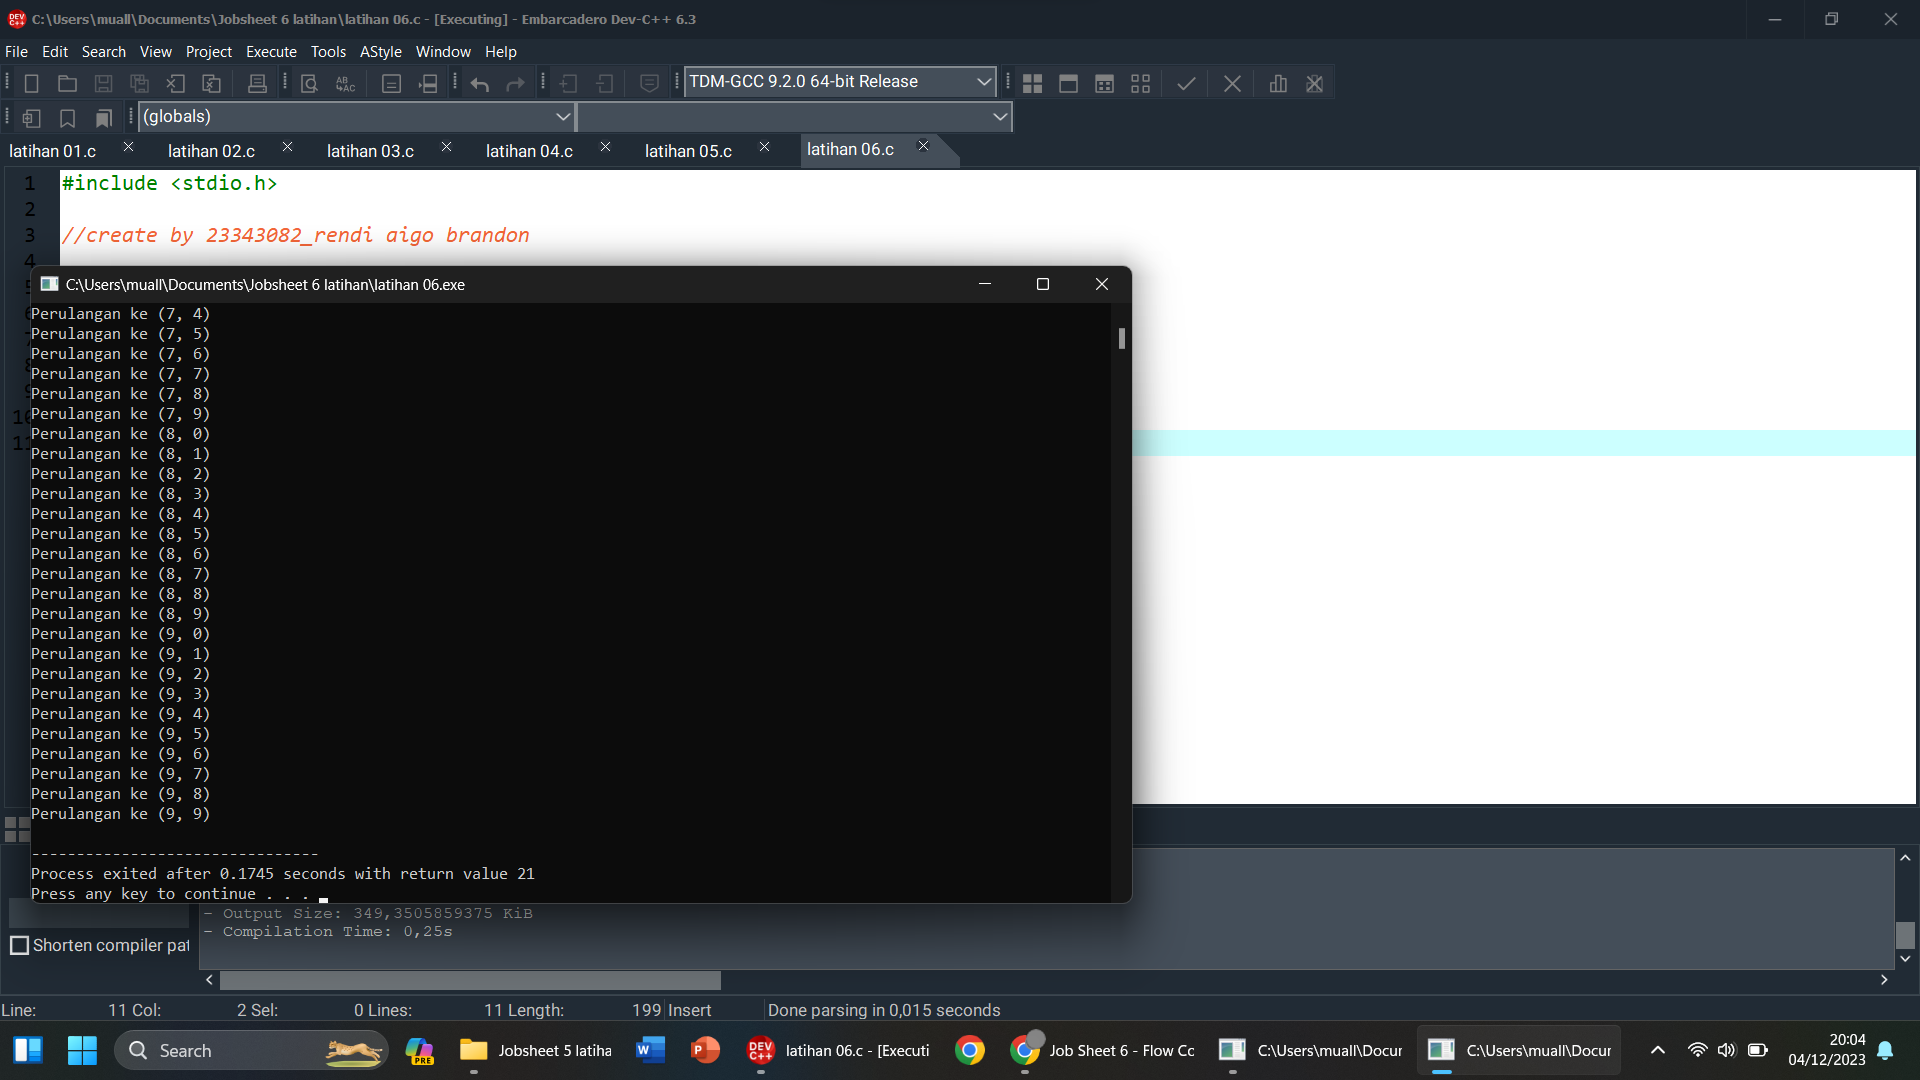 C:\Users\muall\Documents\Jobsheet 6 latihan\latihan 06.c - [Executing] - Embarcadero Dev-C++ 6.3
File Edit Search View Project Execute Tools AStyle Window Help
TDM-GCC 9.2.0 64-bit Release
(globals)
latihan 01.c latihan 02.c latihan 03.c latihan 04.c latihan 05.c latihan 06.c
1 #include <stdio.h>
2
3 //create by 23343082_rendi aigo brandon
4
C:\Users\muall\Documents\Jobsheet 6 latihan\latihan 06.exe
Perulangan ke (7, 4)
Perulangan ke (7, 5)
Perulangan ke (7, 6)
Perulangan ke (7, 7)
Perulangan ke (7, 8)
Perulangan ke (7, 9)
Perulangan ke (8, 0)
Perulangan ke (8, 1)
Perulangan ke (8, 2)
Perulangan ke (8, 3)
Perulangan ke (8, 4)
Perulangan ke (8, 5)
Perulangan ke (8, 6)
Perulangan ke (8, 7)
Perulangan ke (8, 8)
Perulangan ke (8, 9)
Perulangan ke (9, 0)
Perulangan ke (9, 1)
Perulangan ke (9, 2)
Perulangan ke (9, 3)
Perulangan ke (9, 4)
Perulangan ke (9, 5)
Perulangan ke (9, 6)
Perulangan ke (9, 7)
Perulangan ke (9, 8)
Perulangan ke (9, 9)
--------------------------------
Process exited after 0.1745 seconds with return value 21
Press any key to continue . . .
- Output Size: 349,3505859375 KiB
- Compilation Time: 0,25s
Shorten compiler pat
Line: 11 Col: 2 Sel: 0 Lines: 11 Length: 199 Insert Done parsing in 0,015 seconds
Search PRE Jobsheet 5 latiha W P DEV C++ latihan 06.c - [Executi Job Sheet 6 - Flow Cc C:\Users\muall\Docur C:\Users\muall\Docur 20:04
04/12/2023